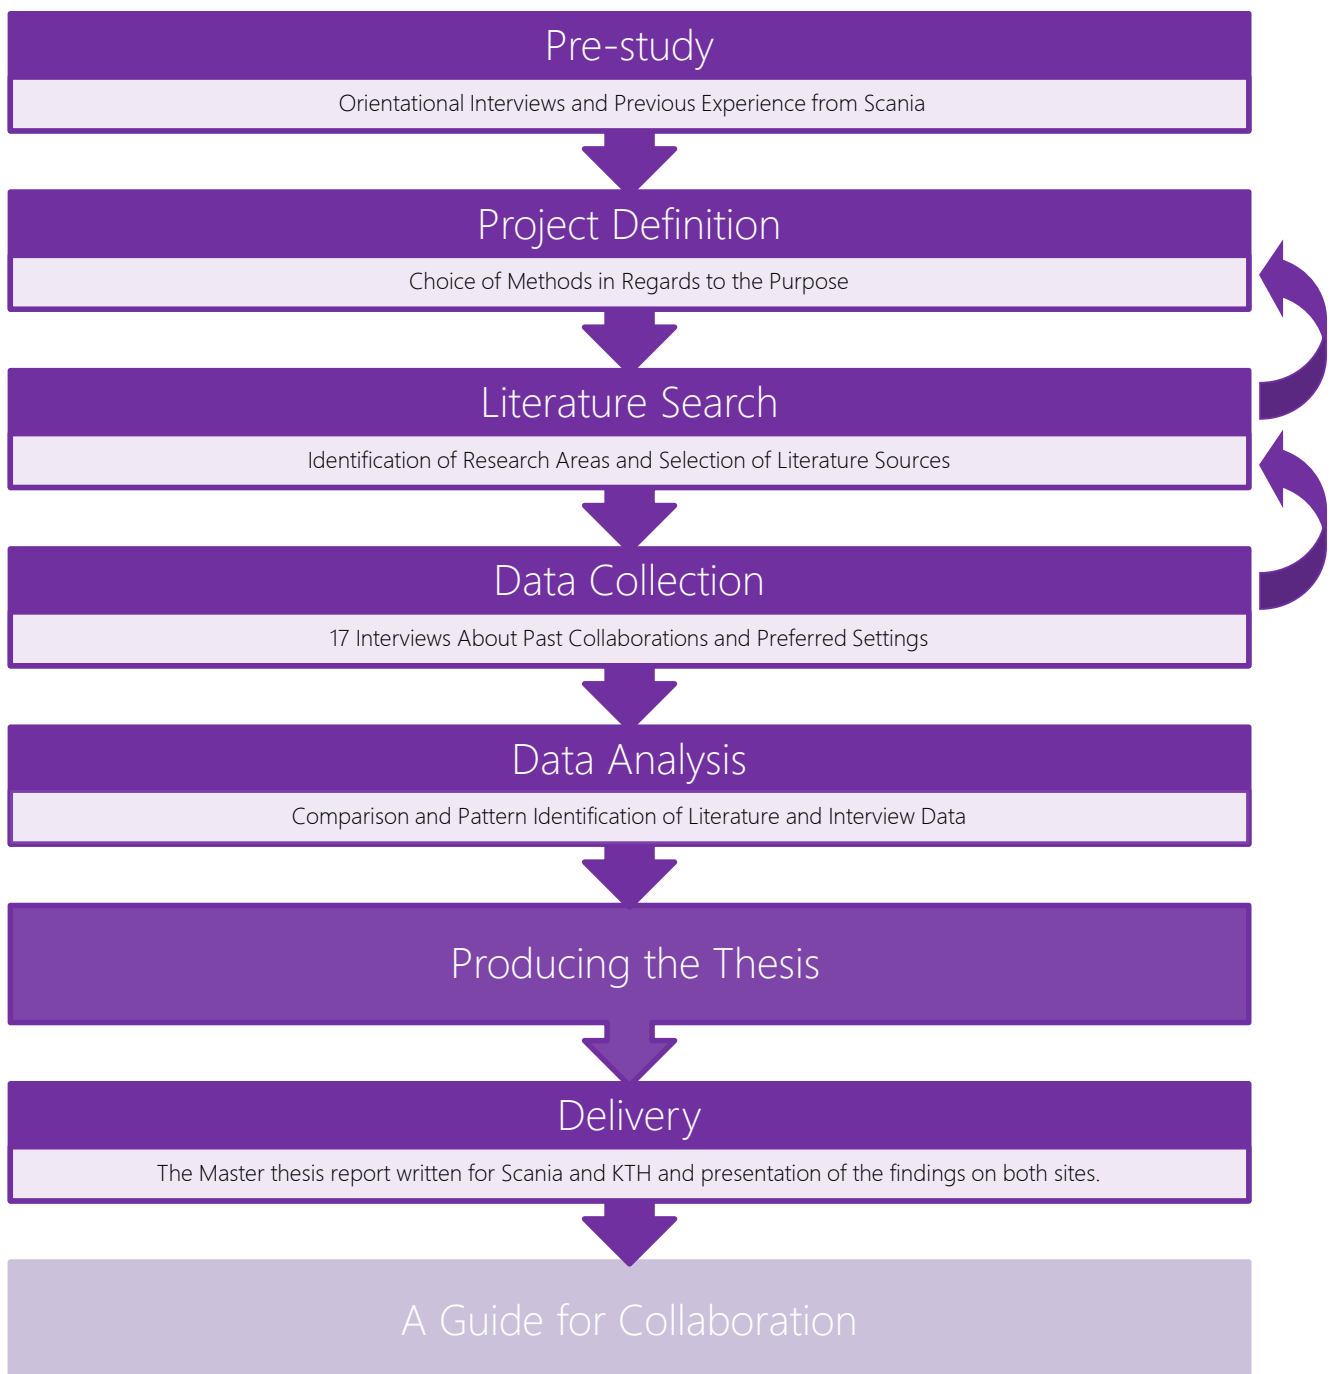 Pre-study
Orientational Interviews and Previous Experience from Scania
Project Definition
Choice of Methods in Regards to the Purpose
Literature Search
Identification of Research Areas and Selection of Literature Sources
Data Collection
17 Interviews About Past Collaborations and Preferred Settings
Data Analysis
Comparison and Pattern Identification of Literature and Interview Data
Producing the Thesis
Delivery
The Master thesis report written for Scania and KTH and presentation of the findings on both sites.
A Guide for Collaboration